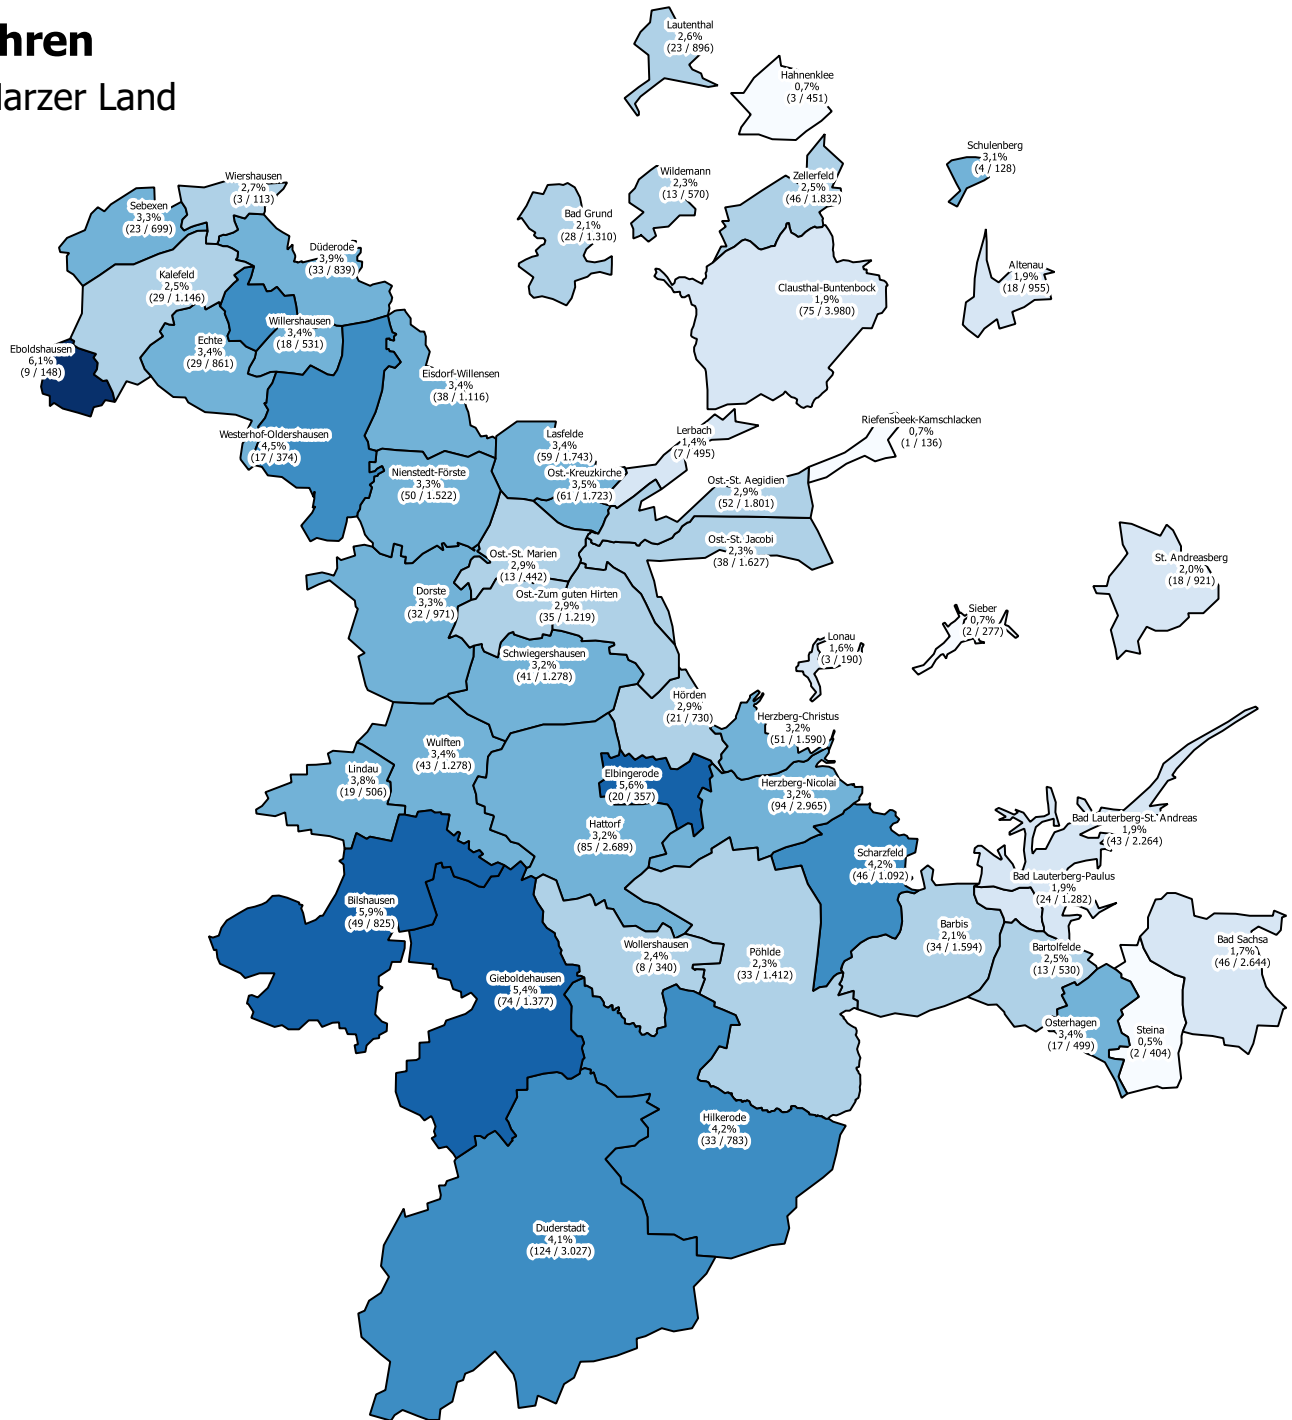 hren
larzer Land
Lautenthal
2,6%
(23 / 896)
Hahnenklee
0,7%
(3 / 451)
Schulenberg
3,1%
(4 / 128)
Wildemann
2,3%
(13 / 570)
Zellerfeld
2,5%
(46 / 1.832)
Wiershausen
2,7%
(3 / 113)
Sebexen
3,3%
(23 / 699)
Bad Grund
2,1%
(28 / 1.310)
Düderode
3,9%
(33 / 839)
Kalefeld
2,5%
(29 / 1.146)
Altenau
1,9%
(18 / 955)
Clausthal-Buntenbock
1,9%
(75 / 3.980)
Willershausen
3,4%
(18 / 531)
Echte
3,4%
(29 / 861)
Eboldshausen
6,1%
(9 / 148)
Eisdorf-Willensen
3,4%
(38 / 1.116)
Riefensbeek-Kamschlacken
0,7%
(1 / 136)
Lerbach
1,4%
(7 / 495)
Westerhof-Oldershausen
4,5%
(17 / 374)
Lasfelde
3,4%
(59 / 1.743)
Nienstedt-Förste
3,3%
(50 / 1.522)
Ost.-Kreuzkirche
3,5%
(61 / 1.723)
Ost.-St. Aegidien
2,9%
(52 / 1.801)
Ost.-St. Jacobi
2,3%
(38 / 1.627)
Ost.-St. Marien
2,9%
(13 / 442)
St. Andreasberg
2,0%
(18 / 921)
Dorste
3,3%
(32 / 971)
Ost.-Zum guten Hirten
2,9%
(35 / 1.219)
Sieber
0,7%
(2 / 277)
Lonau
1,6%
(3 / 190)
Schwiegershausen
3,2%
(41 / 1.278)
Hörden
2,9%
(21 / 730)
Herzberg-Christus
3,2%
(51 / 1.590)
Wulften
3,4%
(43 / 1.278)
Lindau
3,8%
(19 / 506)
Elbingerode
5,6%
(20 / 357)
Herzberg-Nicolai
3,2%
(94 / 2.965)
Hattorf
3,2%
(85 / 2.689)
Bad Lauterberg-St. Andreas
1,9%
(43 / 2.264)
Scharzfeld
4,2%
(46 / 1.092)
Bad Lauterberg-Paulus
1,9%
(24 / 1.282)
Bilshausen
5,9%
(49 / 825)
Barbis
2,1%
(34 / 1.594)
Wollershausen
2,4%
(8 / 340)
Pöhlde
2,3%
(33 / 1.412)
Bartolfelde
2,5%
(13 / 530)
Bad Sachsa
1,7%
(46 / 2.644)
Gieboldehausen
5,4%
(74 / 1.377)
Osterhagen
3,4%
(17 / 499)
Steina
0,5%
(2 / 404)
Hilkerode
4,2%
(33 / 783)
Duderstadt
4,1%
(124 / 3.027)